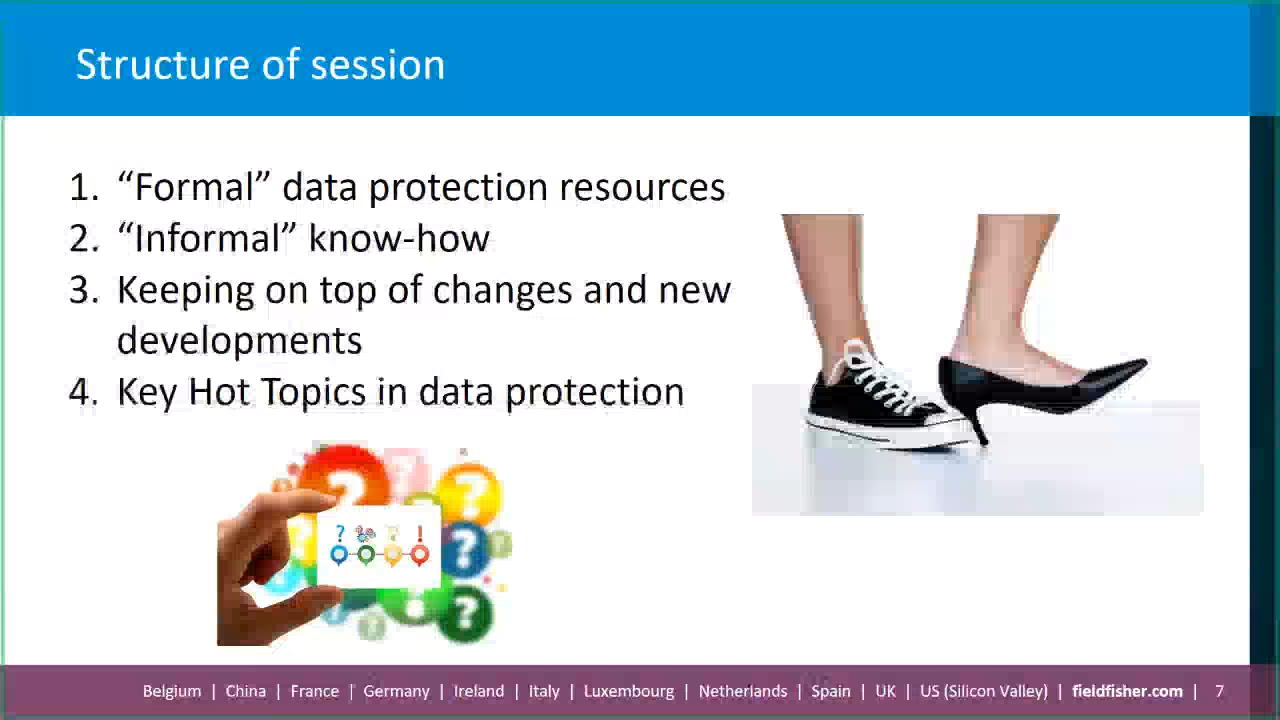 Structure of session
1. “Formal” data protection resources
2. “Informal” know-how
3. Keeping on top of changes and new
developments
4. Key Hot Topics in data protection
? ? ? ? ?
? !
Belgium | China | France | Germany | Ireland | Italy | Luxembourg | Netherlands | Spain | UK | US (Silicon Valley) | fieldfisher.com | 7